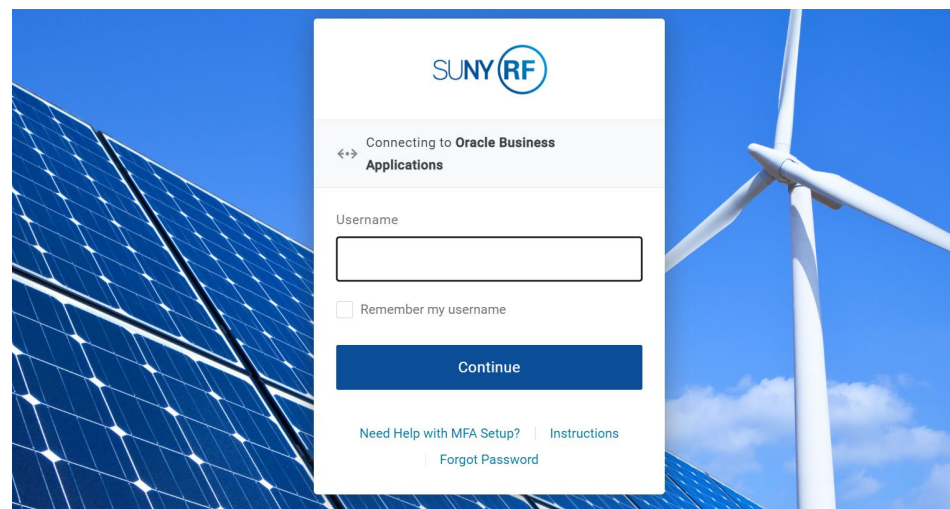 SUNY RF
Connecting to Oracle Business
Applications
Username
Remember my username
Continue
Need Help with MFA Setup? Instructions
Forgot Password